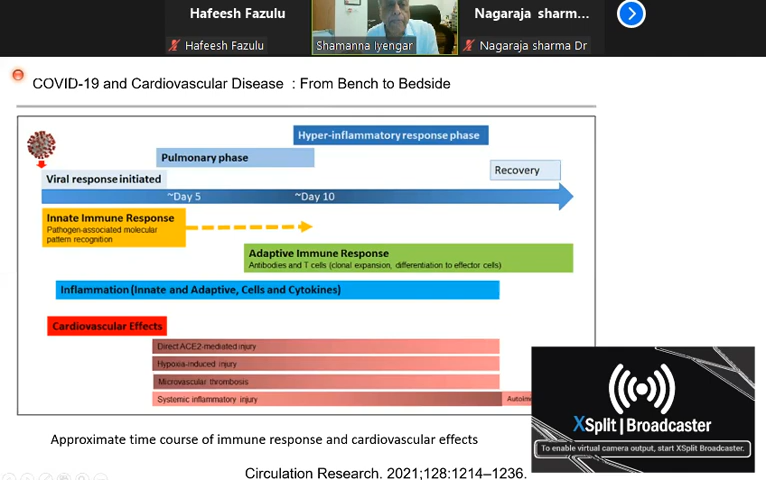 Hafeesh Fazulu
Nagaraja sharm...
Hafeesh Fazulu
Shamanna Iyengar
Nagaraja sharma Dr
COVID-19 and Cardiovascular Disease : From Bench to Bedside
Hyper-inflammatory response phase
Pulmonary phase
Recovery
Viral response initiated
~Day 5
~Day 10
Innate Immune Response
Pathogen-associated molecular
pattern recognition
Adaptive Immune Response
Antibodies and T cells (clonal expansion, differentiation to effector cells)
Inflammation (Innate and Adaptive, Cells and Cytokines)
Cardiovascular Effects
Direct ACE2-mediated injury
Hypoxia-induced injury
Microvascular thrombosis
Systemic inflammatory injury
XSplit | Broadcaster
To enable virtual camera output, start XSplit Broadcaster.
Approximate time course of immune response and cardiovascular effects
Circulation Research. 2021;128:1214–1236.